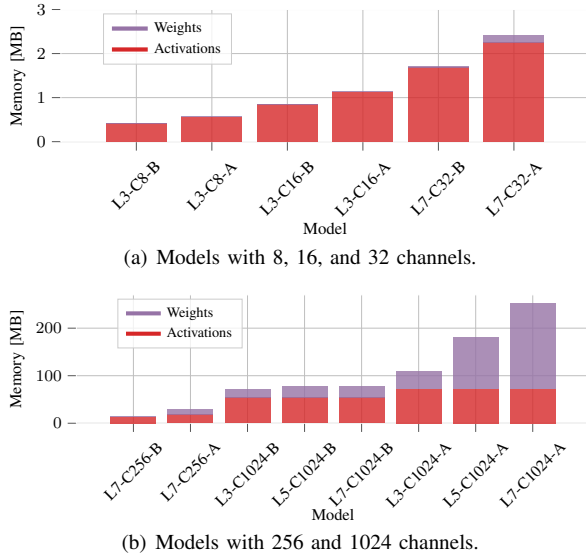 3
2
1
0
Memory [MB]
Weights
Activations
L3-C8-B
L3-C8-A
L3-C16-B
L3-C16-A
L7-C32-B
L7-C32-A
Model
(a) Models with 8, 16, and 32 channels.
200
100
0
Memory [MB]
Weights
Activations
L7-C256-B
L7-C256-A
L3-C1024-B
L5-C1024-B
L7-C1024-B
L3-C1024-A
L5-C1024-A
L7-C1024-A
Model
(b) Models with 256 and 1024 channels.